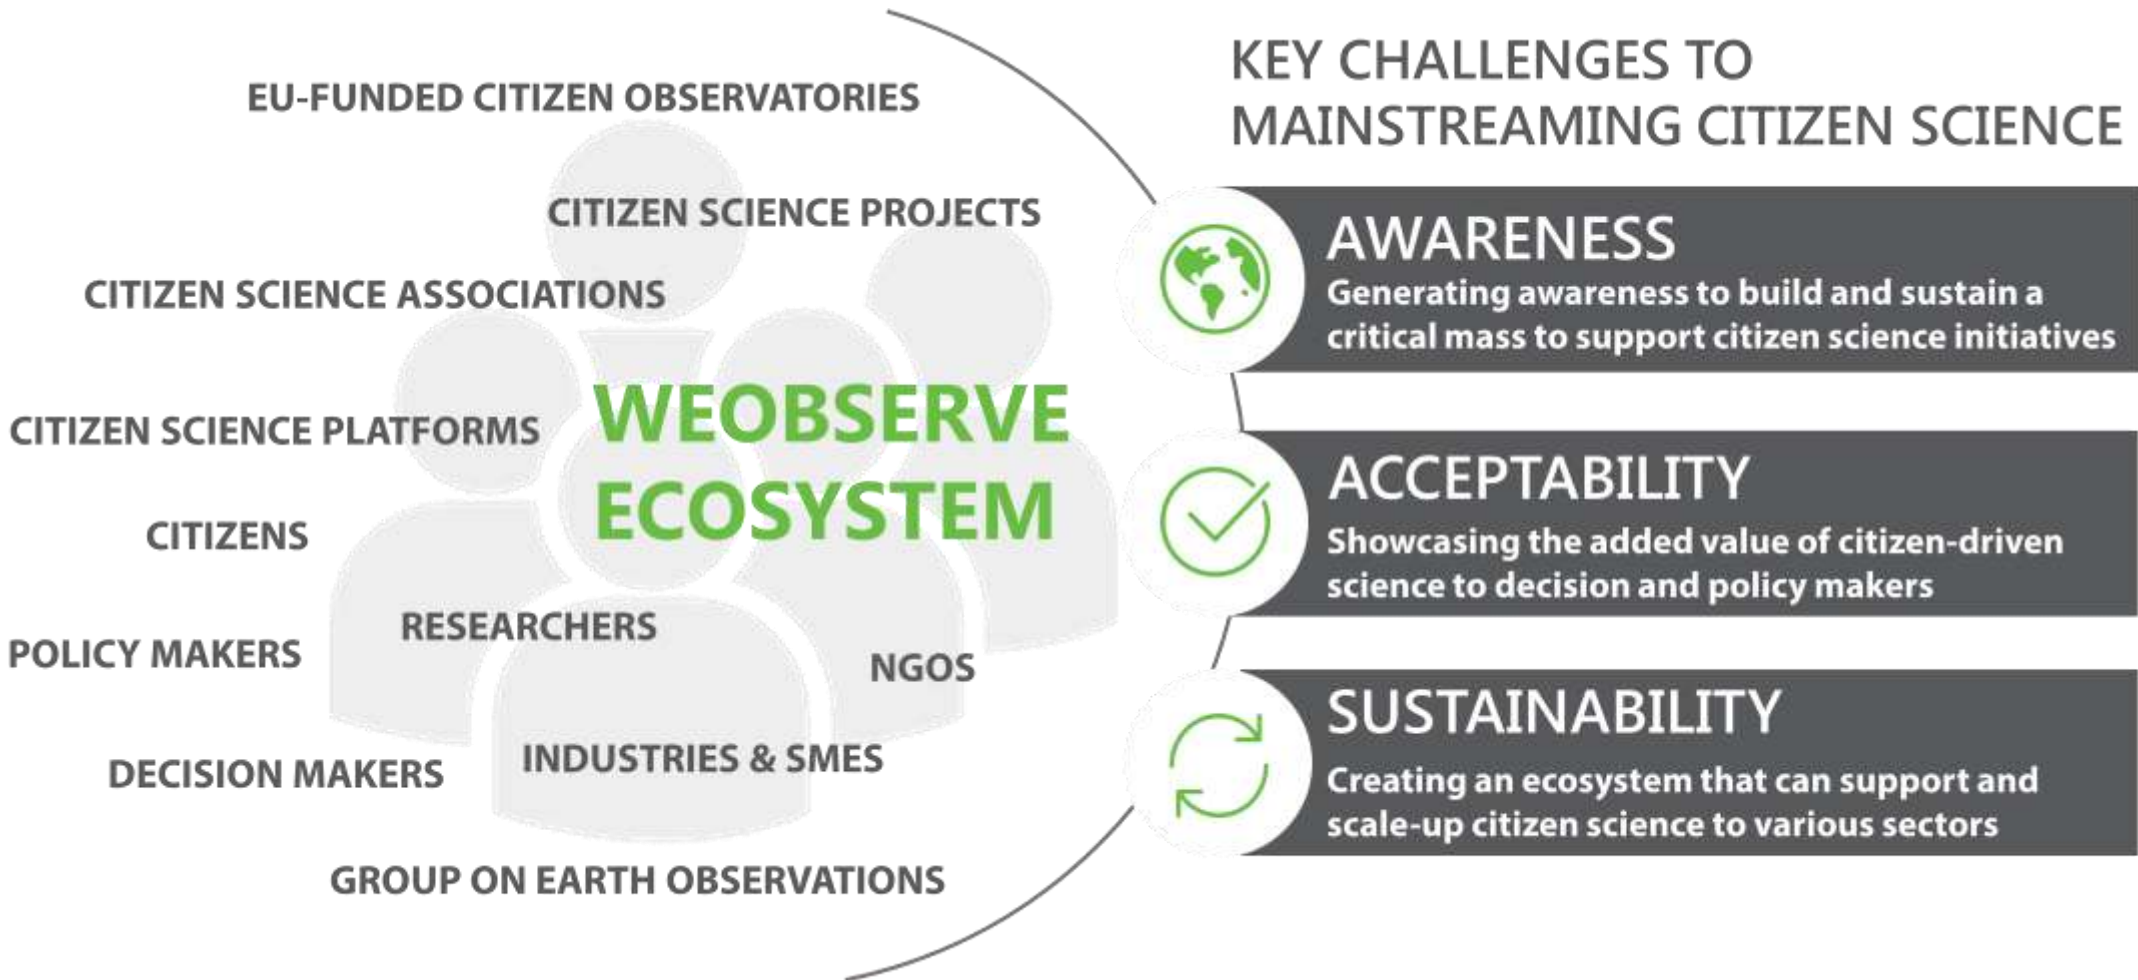 EU-FUNDED CITIZEN OBSERVATORIES
CITIZEN SCIENCE PROJECTS
CITIZEN SCIENCE ASSOCIATIONS
CITIZEN SCIENCE PLATFORMS
WEOBSERVE
ECOSYSTEM
CITIZENS
RESEARCHERS
POLICY MAKERS
NGOS
DECISION MAKERS
INDUSTRIES & SMES
GROUP ON EARTH OBSERVATIONS
KEY CHALLENGES TO
MAINSTREAMING CITIZEN SCIENCE
AWARENESS
Generating awareness to build and sustain a
critical mass to support citizen science initiatives
ACCEPTABILITY
Showcasing the added value of citizen-driven
science to decision and policy makers
SUSTAINABILITY
Creating an ecosystem that can support and
scale-up citizen science to various sectors